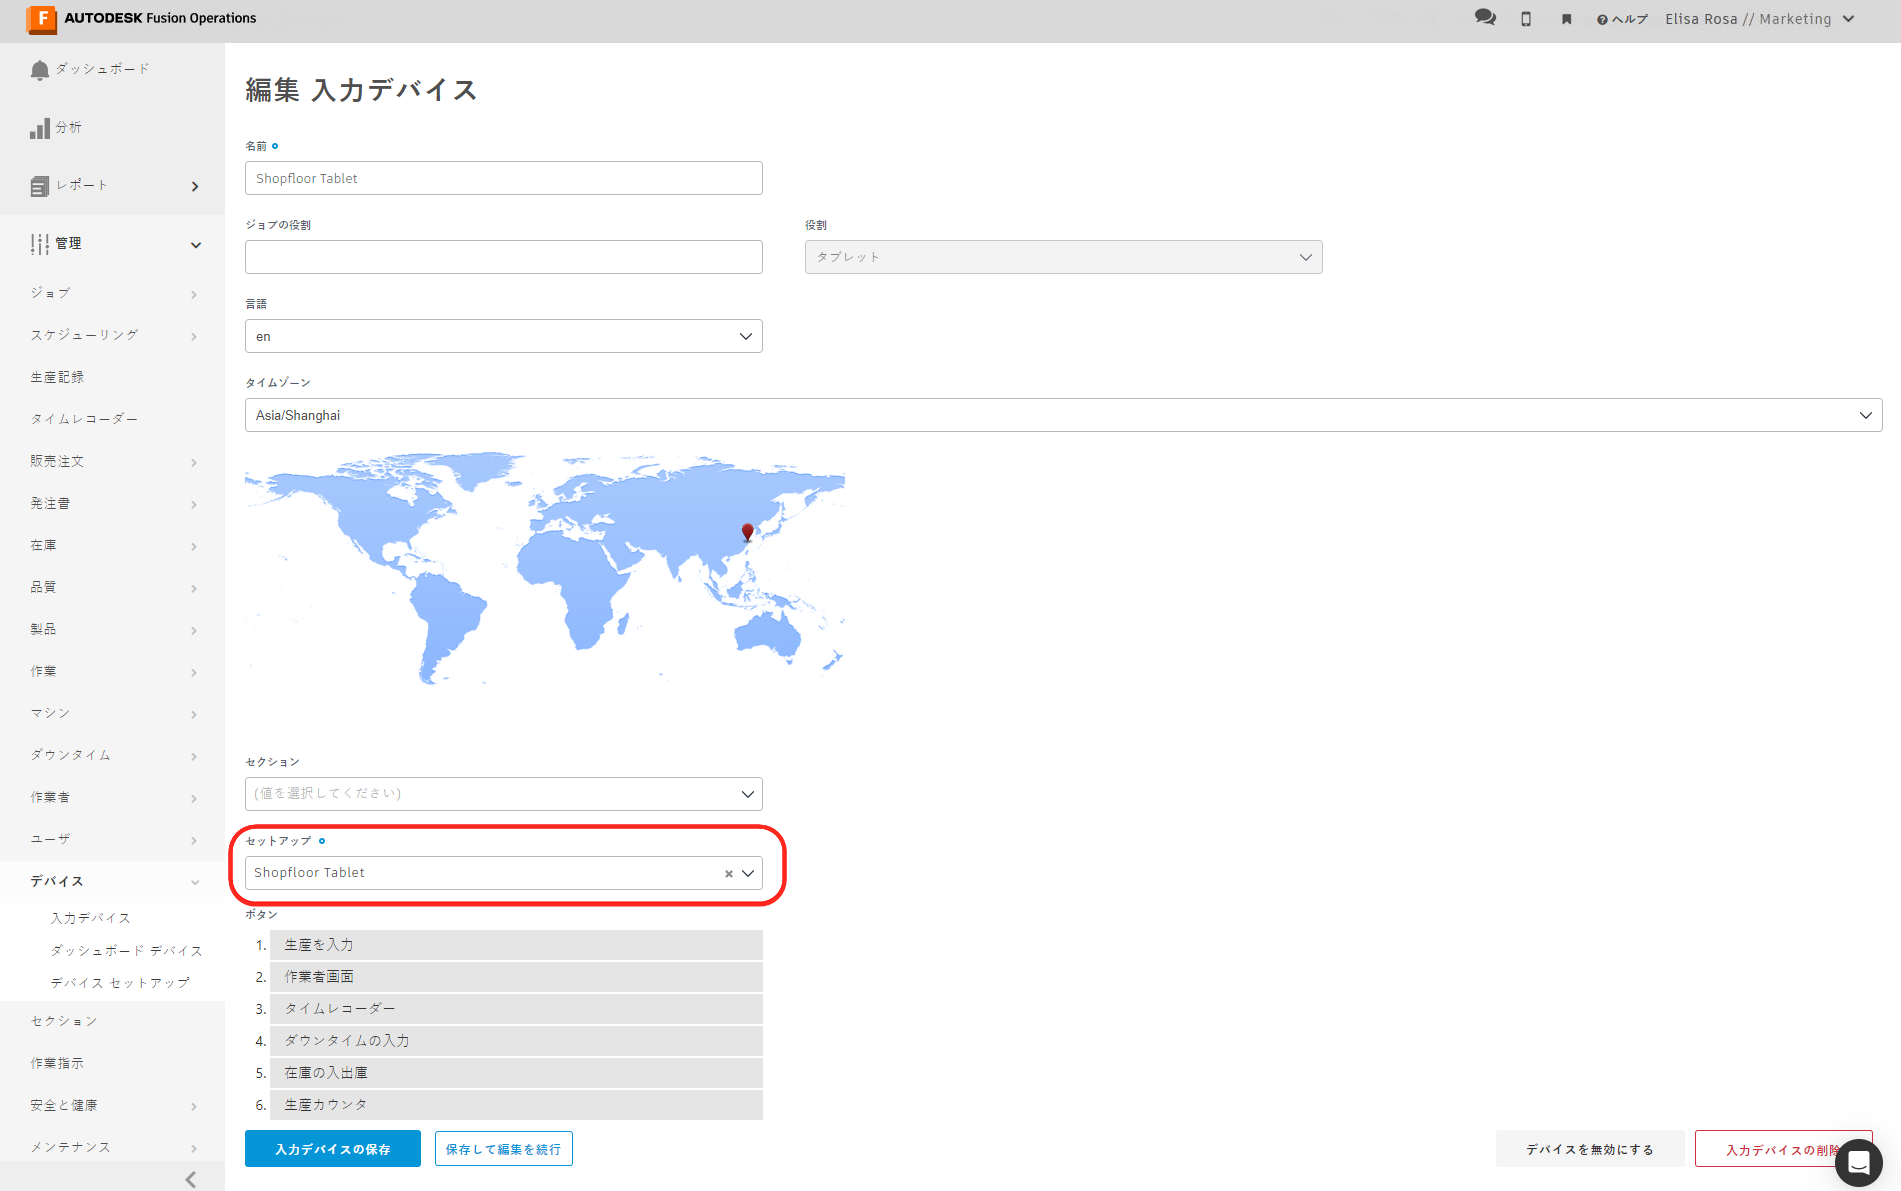 AUTODESK Fusion Operations
ヘルプ
Elisa Rosa // Marketing
ダッシュボード
分析
レポート
管理
ジョブ
スケジューリング
生産記録
タイムレコーダー
販売注文
発注書
在庫
品質
製品
作業
マシン
ダウンタイム
作業者
ユーザ
デバイス
入力デバイス
ダッシュボード デバイス
デバイス セットアップ
セクション
作業指示
安全と健康
メンテナンス
編集 入力デバイス
名前
Shopfloor Tablet
ジョブの役割
役割
タブレット
言語
en
タイムゾーン
Asia/Shanghai
セクション
(値を選択してください)
セットアップ
Shopfloor Tablet
ボタン
1. 生産を入力
2. 作業者画面
3. タイムレコーダー
4. ダウンタイムの入力
5. 在庫の入出庫
6. 生産カウンタ
入力デバイスの保存
保存して編集を続行
デバイスを無効にする
入力デバイスの削除